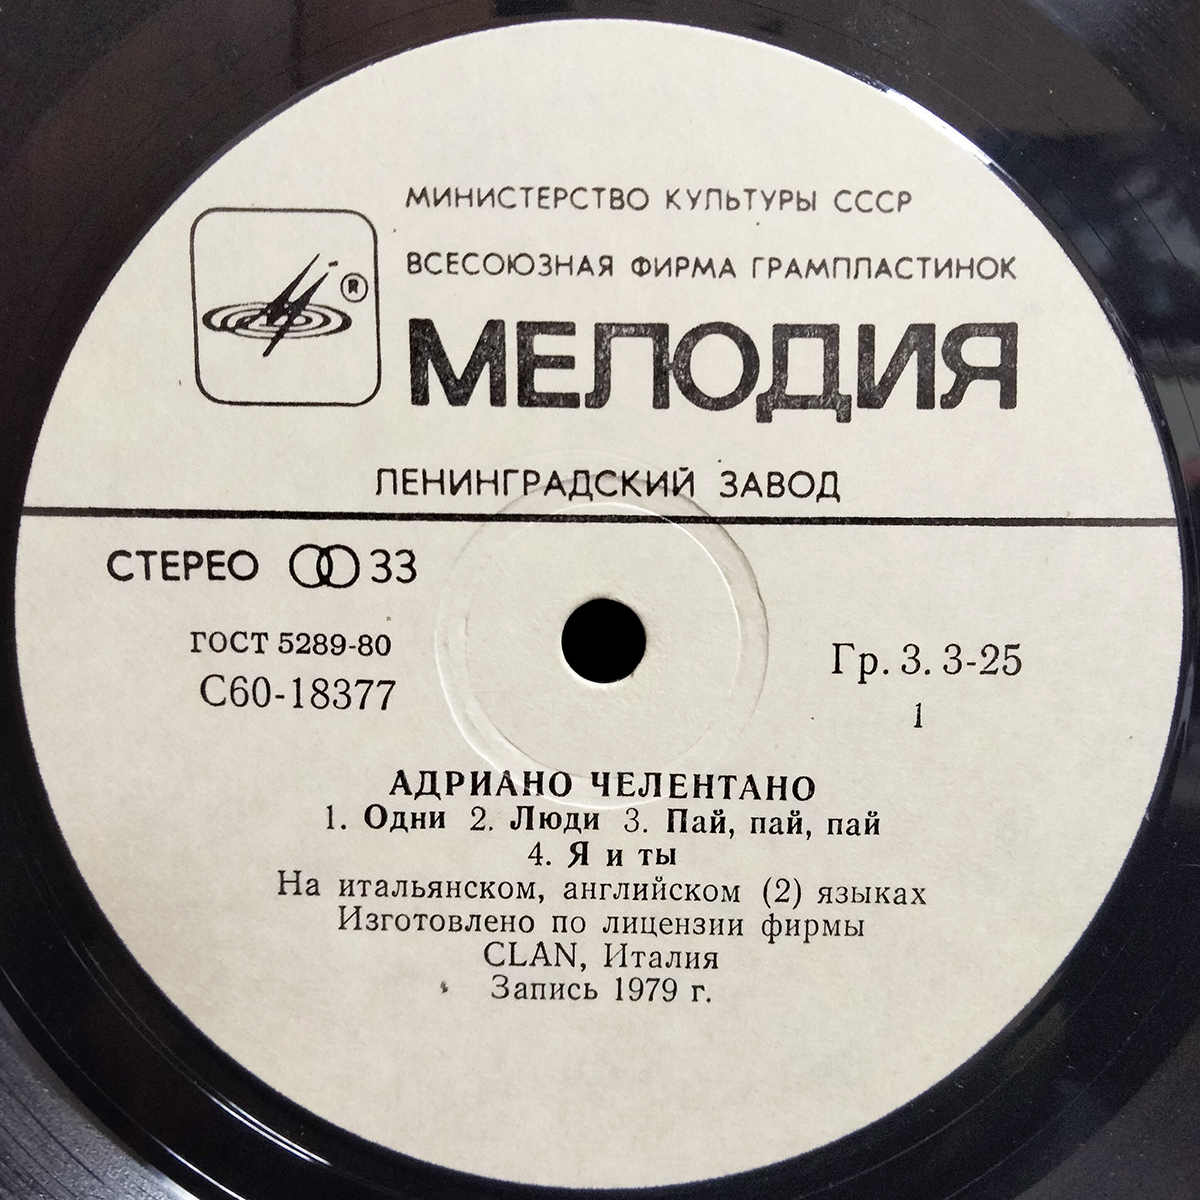 МИНИСТЕРСТВО КУЛЬТУРЫ СССР
ВСЕСОЮЗНАЯ ФИРМА ГРАМПЛАСТИНОК
®
МЕЛОДИЯ
ЛЕНИНГРАДСКИЙ ЗАВОД
СТЕРЕО 33
ГОСТ 5289-80
С60-18377
Гр. 3. 3-25
1
АДРИАНО ЧЕЛЕНТАНО
1. Одни 2. Люди 3. Пай, пай, пай
4. Я и ты
На итальянском, английском (2) языках
Изготовлено по лицензии фирмы
CLAN, Италия
Запись 1979 г.